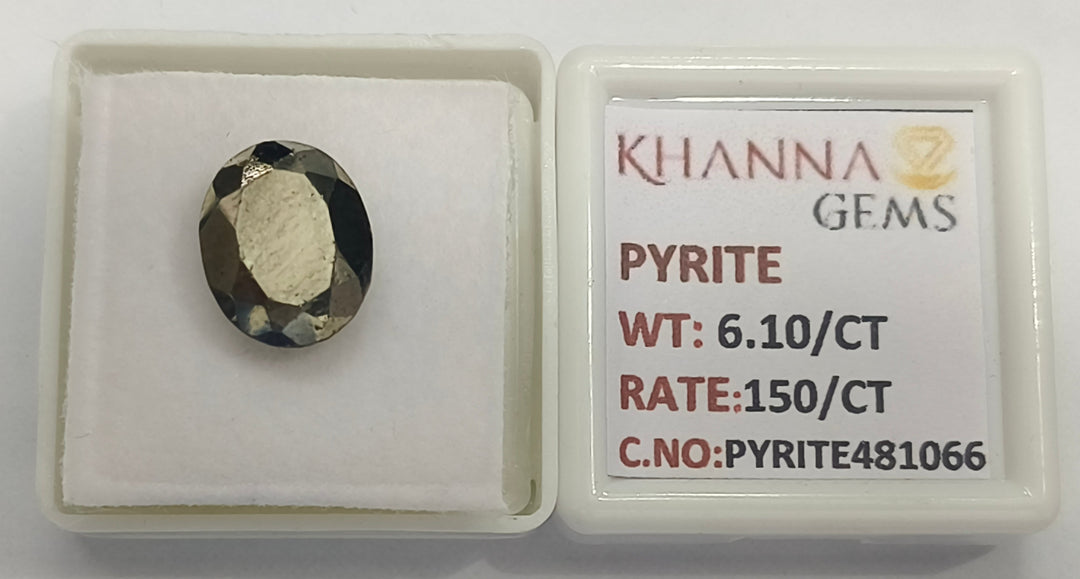 KHANNA
GEMS
PYRITE
WT: 6.10/CT
RATE:150/CT
C.NO:PYRITE481066